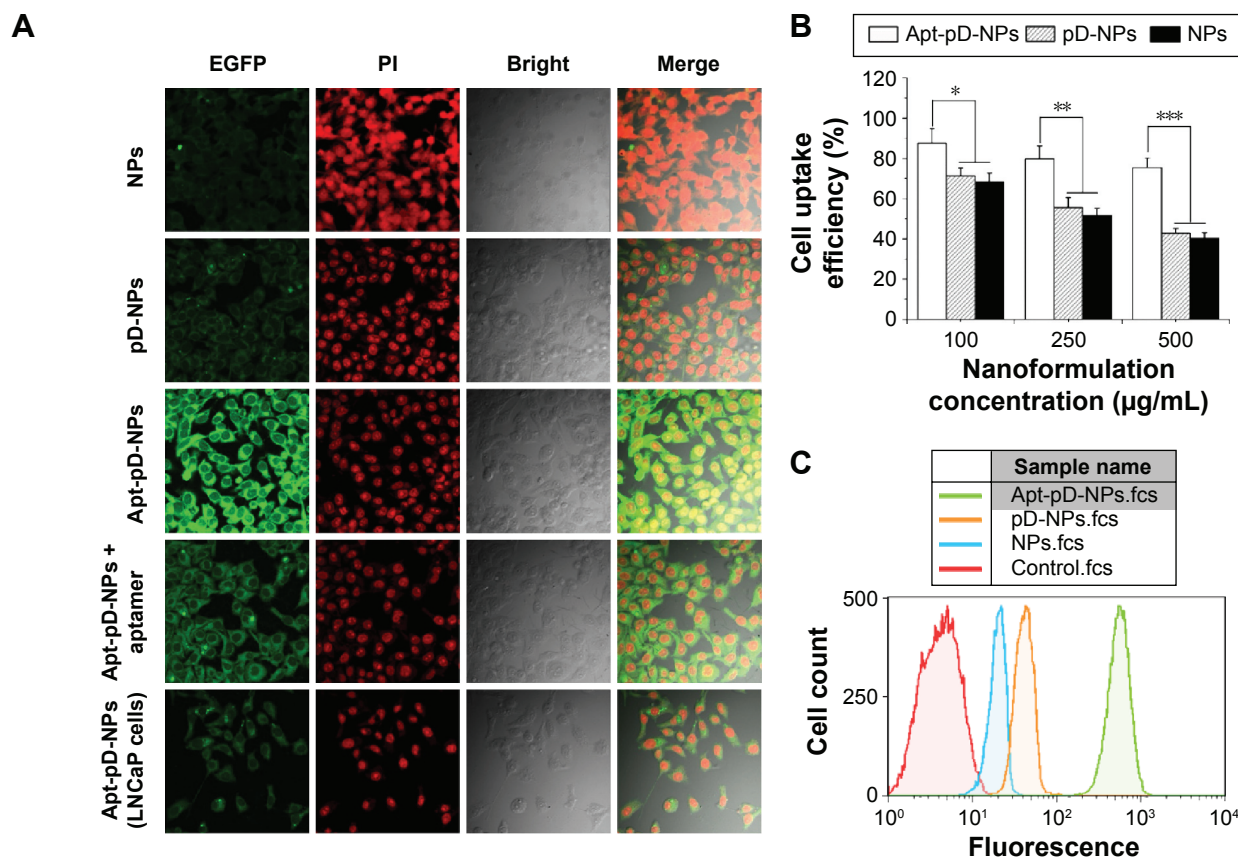 A
EGFP PI Bright Merge
NPs
pD-NPs
Apt-pD-NPs
Apt-pD-NPs +
aptamer
Apt-pD-NPs
(LNCaP cells)
B
Apt-pD-NPs pD-NPs NPs
120
100
80
60
40
20
0
* ** ***
Cell uptake
efficiency (%)
100 250 500
Nanoformulation
concentration (µg/mL)
C
Sample name
Apt-pD-NPs.fcs
pD-NPs.fcs
NPs.fcs
Control.fcs
500
250
0
Cell count
10⁰ 10¹ 10² 10³ 10⁴
Fluorescence